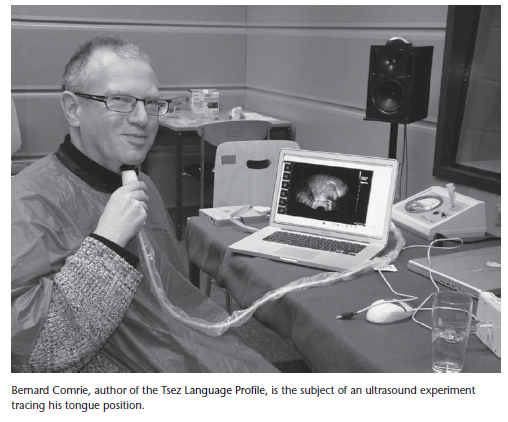 Bernard Comrie, author of the Tsez Language Profile, is the subject of an ultrasound experiment
tracing his tongue position.